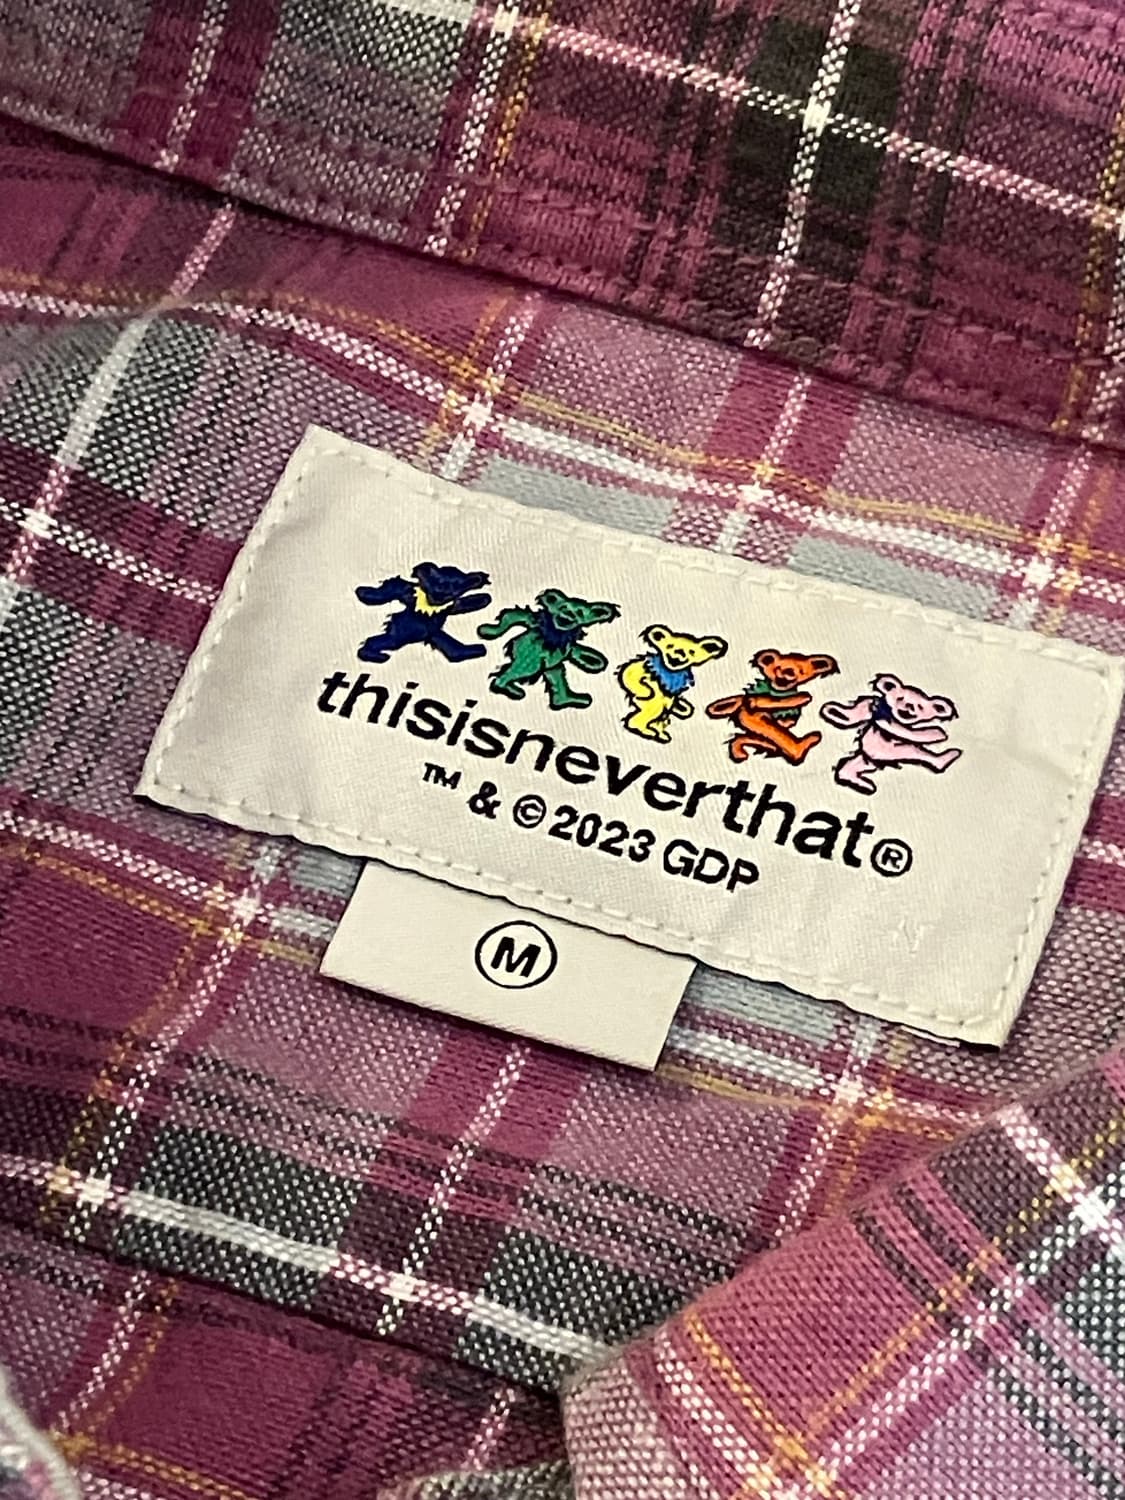 thisisneverthat®
™ & © 2023 GDP
M